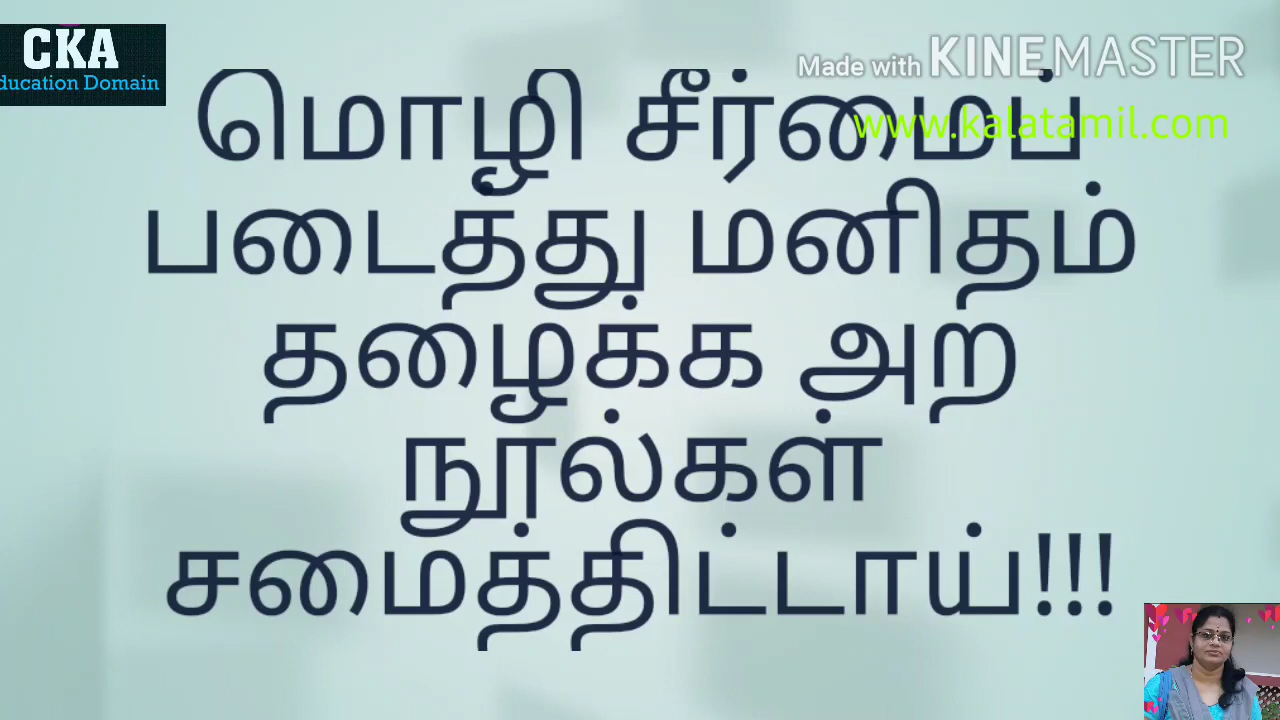 CKA
ducation Domain
Made with KINEMASTER
www.kalatamil.com
மொழி சீர்மைப்
படைத்து மனிதம்
தழைக்க அற
நூல்கள்
சமைத்திட்டாய்!!!